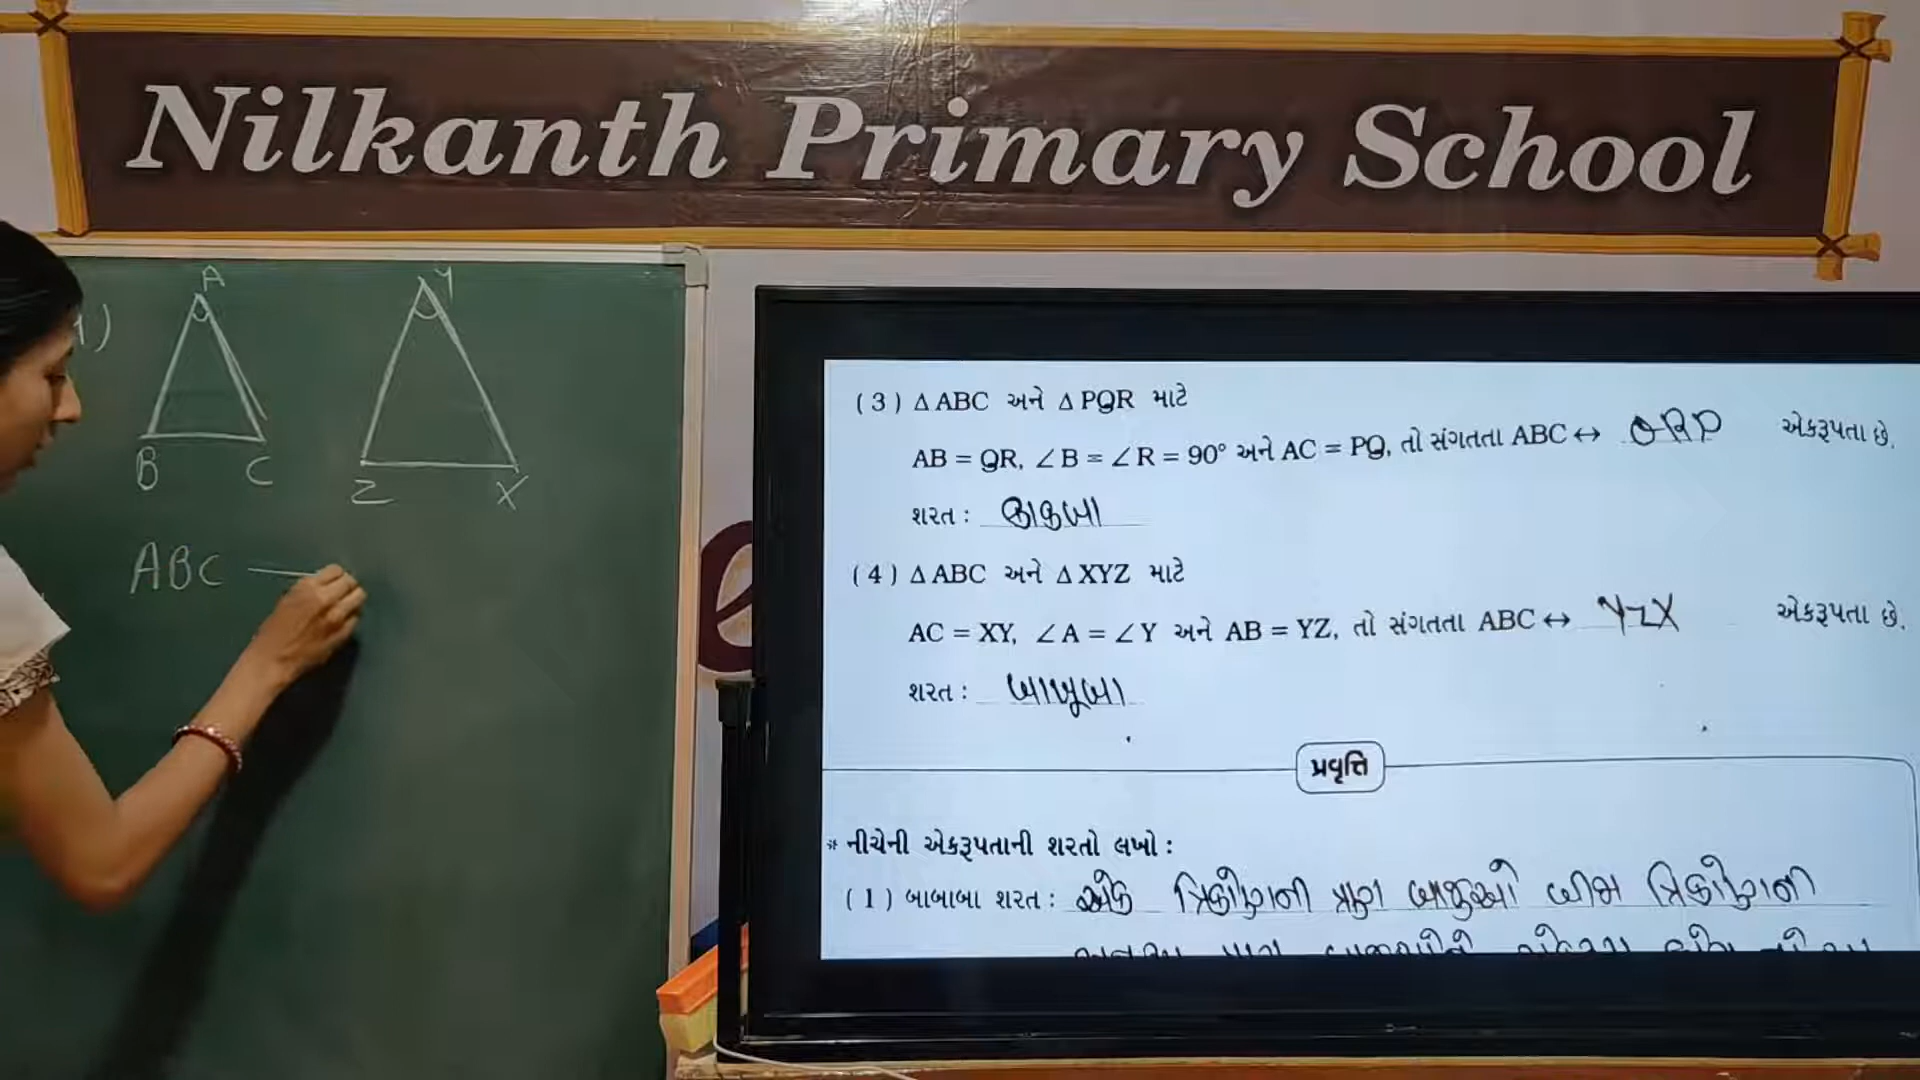 Nilkanth Primary School
A Y
B C Z X
ABC
( 3 ) Δ ABC અને Δ PQR માટે
AB = QR, ∠B = ∠R = 90° અને AC = PQ, તો સંગતતા ABC ↔ QRP એકરૂપતા છે.
શરત : કાકબા
( 4 ) Δ ABC અને Δ XYZ માટે
AC = XY, ∠A = ∠Y અને AB = YZ, તો સંગતતા ABC ↔ YZX એકરૂપતા છે.
શરત : બાખૂબા
પ્રવૃત્તિ
* નીચેની એકરૂપતાની શરતો લખો :
( 1 ) બાબાબા શરત : એક ત્રિકોણની ત્રણ બાજુઓ બીજા ત્રિકોણની